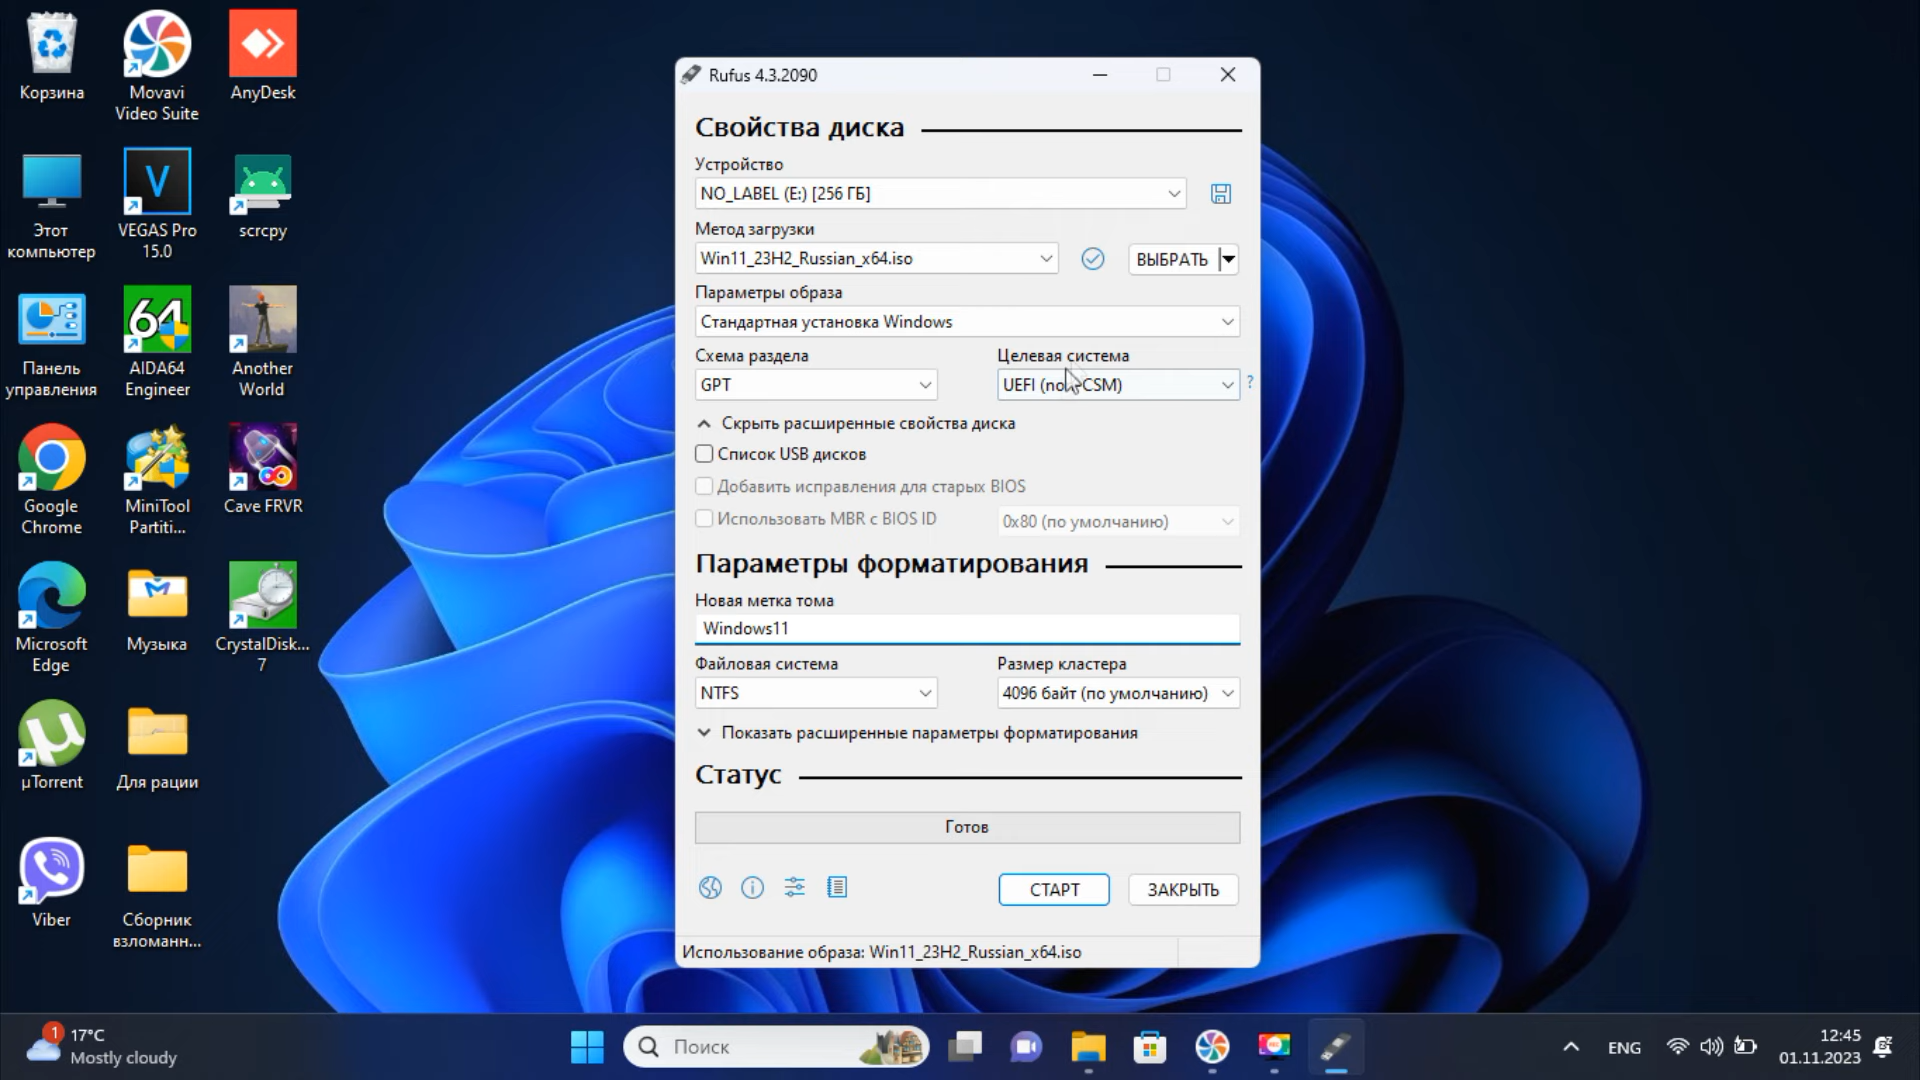 Корзина
Movavi
Video Suite
AnyDesk
Этот
компьютер
VEGAS Pro
15.0
scrcpy
Панель
управления
64
AIDA64
Engineer
Another
World
Google
Chrome
MiniTool
Partiti...
Cave FRVR
Microsoft
Edge
Музыка
CrystalDisk...
7
µTorrent
Для рации
Viber
Сборник
взломанн...
Rufus 4.3.2090
Свойства диска
Устройство
NO_LABEL (E:) [256 ГБ]
Метод загрузки
Win11_23H2_Russian_x64.iso
ВЫБРАТЬ
Параметры образа
Стандартная установка Windows
Схема раздела
Целевая система
GPT
UEFI (non CSM)
?
Скрыть расширенные свойства диска
Список USB дисков
Добавить исправления для старых BIOS
Использовать MBR с BIOS ID
0x80 (по умолчанию)
Параметры форматирования
Новая метка тома
Windows11
Файловая система
Размер кластера
NTFS
4096 байт (по умолчанию)
Показать расширенные параметры форматирования
Статус
Готов
СТАРТ
ЗАКРЫТЬ
Использование образа: Win11_23H2_Russian_x64.iso
1
17°C
Mostly cloudy
Поиск
ENG
12:45
01.11.2023